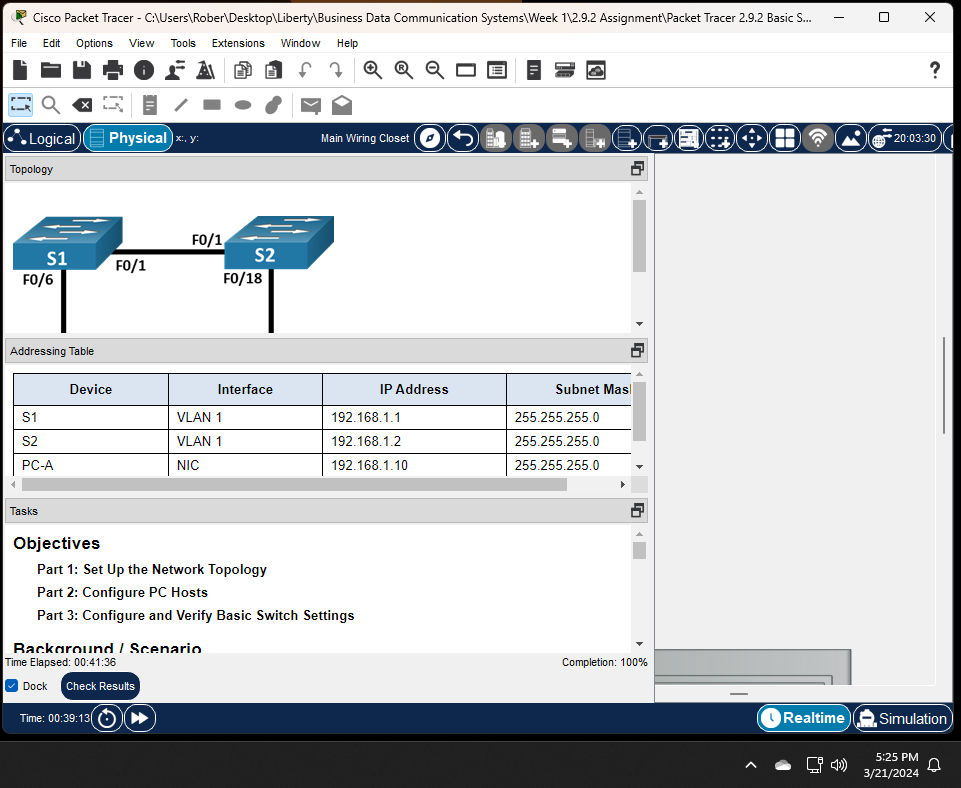 Cisco Packet Tracer - C:\Users\Rober\Desktop\Liberty\Business Data Communication Systems\Week 1\2.9.2 Assignment\Packet Tracer 2.9.2 Basic S...
File Edit Options View Tools Extensions Window Help
?
Logical Physical x:, y: Main Wiring Closet 20:03:30
Topology
S1 S2
F0/1
F0/1
F0/6 F0/18
Addressing Table
Device Interface IP Address Subnet Mas
S1 VLAN 1 192.168.1.1 255.255.255.0
S2 VLAN 1 192.168.1.2 255.255.255.0
PC-A NIC 192.168.1.10 255.255.255.0
Tasks
Objectives
Part 1: Set Up the Network Topology
Part 2: Configure PC Hosts
Part 3: Configure and Verify Basic Switch Settings
Background / Scenario
Time Elapsed: 00:41:36 Completion: 100%
Dock Check Results
Time: 00:39:13 Realtime Simulation
5:25 PM
3/21/2024